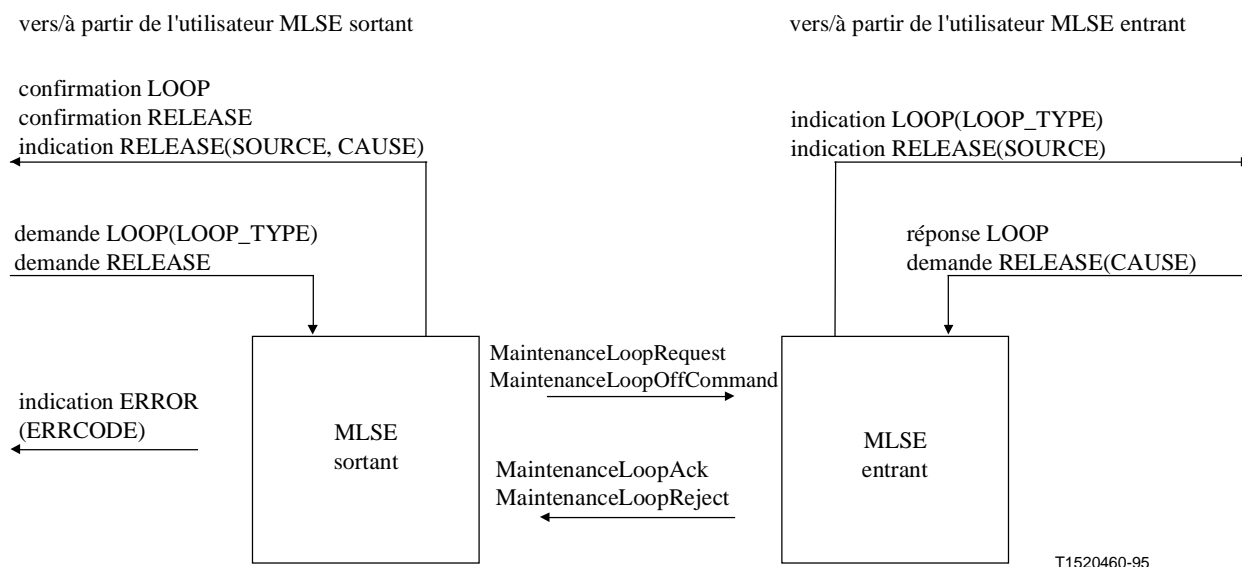 vers/à partir de l'utilisateur MLSE sortant
vers/à partir de l'utilisateur MLSE entrant
confirmation LOOP
confirmation RELEASE
indication RELEASE(SOURCE, CAUSE)
indication LOOP(LOOP_TYPE)
indication RELEASE(SOURCE)
demande LOOP(LOOP_TYPE)
demande RELEASE
réponse LOOP
demande RELEASE(CAUSE)
MaintenanceLoopRequest
MaintenanceLoopOffCommand
indication ERROR
(ERRCODE)
MLSE
sortant
MLSE
entrant
MaintenanceLoopAck
MaintenanceLoopReject
T1520460-95